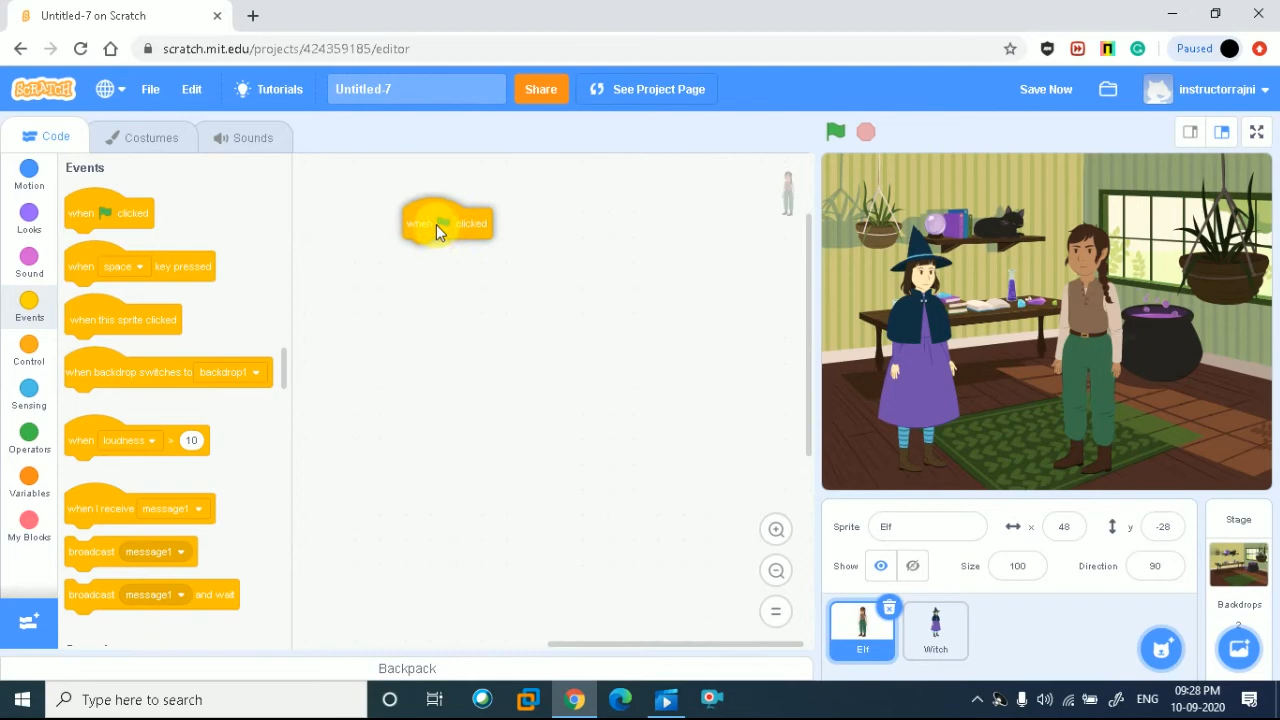 Untitled-7 on Scratch
scratch.mit.edu/projects/424359185/editor
Paused
SCRATCH
File
Edit
Tutorials
Untitled-7
Share
See Project Page
Save Now
instructorrajni
Code
Costumes
Sounds
Motion
Looks
Sound
Events
Control
Sensing
Operators
Variables
My Blocks
Events
when clicked
when space key pressed
when this sprite clicked
when backdrop switches to backdrop1
when loudness > 10
when I receive message1
broadcast message1
broadcast message1 and wait
when clicked
Sprite Elf x 48 y -28
Show Size 100 Direction 90
Elf
Witch
Stage
Backdrops
2
Backpack
Type here to search
ENG
09:28 PM
10-09-2020